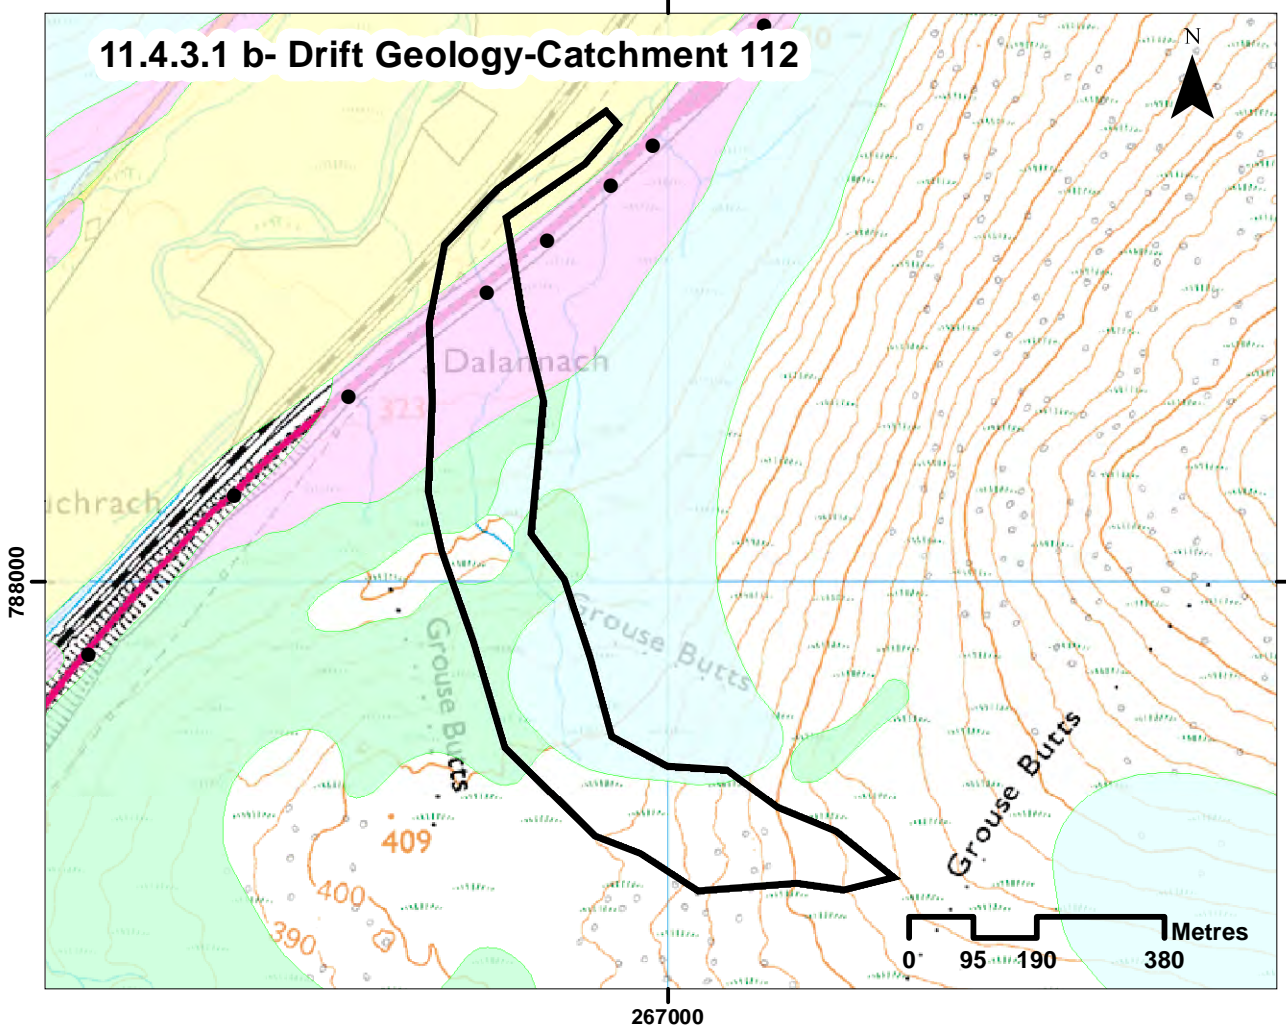 11.4.3.1 b- Drift Geology-Catchment 112
N
Dalannach
323
uchrach
788000
Grouse Butts
Grouse Butts
Grouse Butts
409
400
390
Metres
0 95 190 380
267000